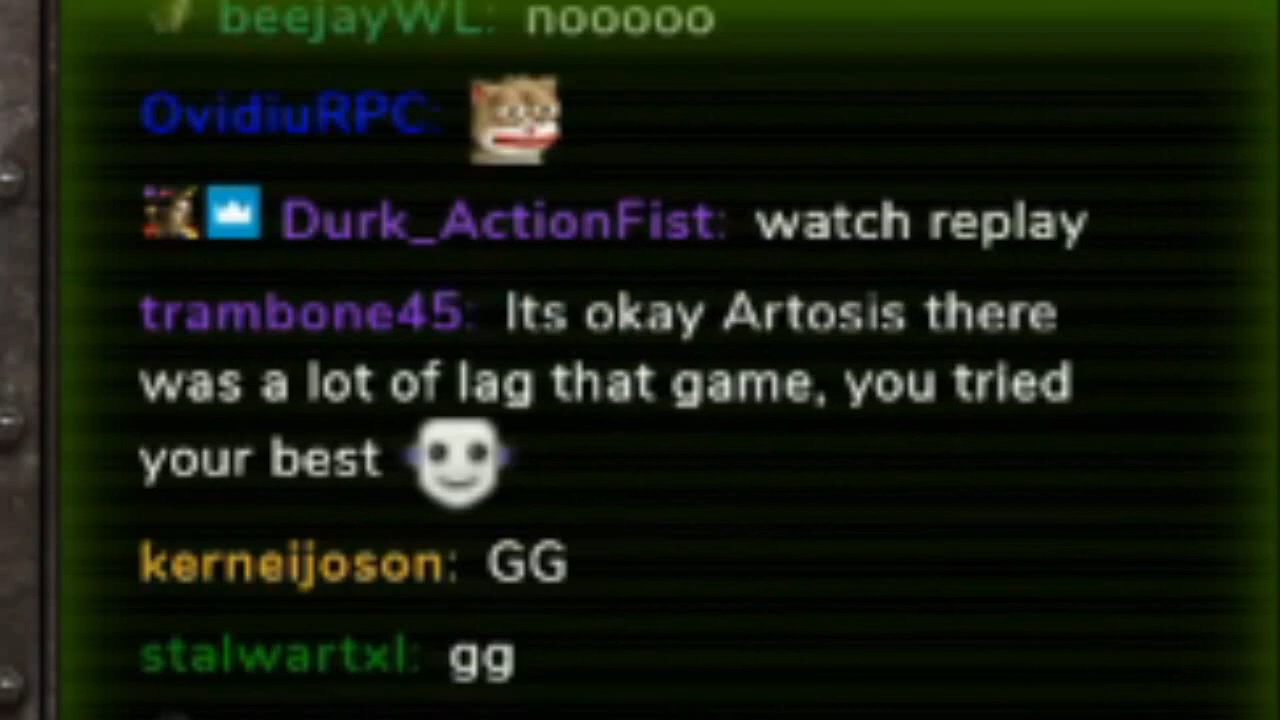 beejayWL: nooooo
OvidiuRPC:
Durk_ActionFist: watch replay
trambone45: Its okay Artosis there
was a lot of lag that game, you tried
your best
kerneijoson: GG
stalwartxl: gg